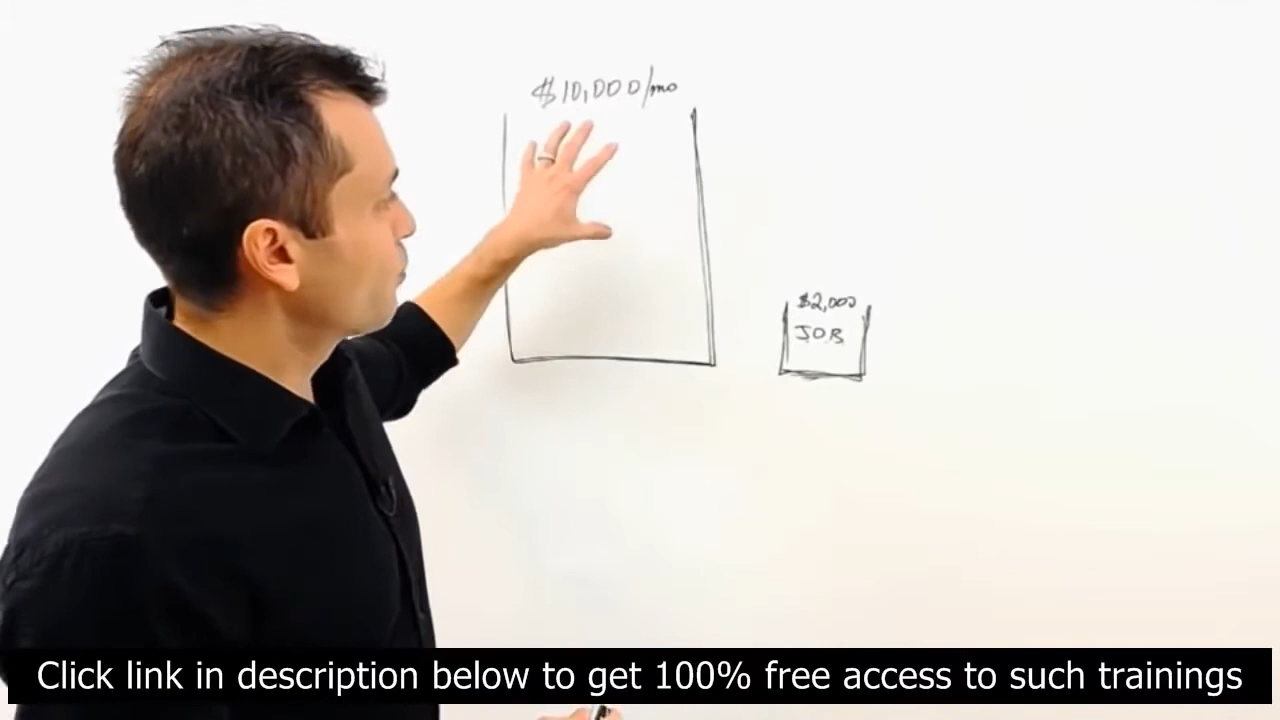 $10,000/mo
$2,000
JOB
Click link in description below to get 100% free access to such trainings